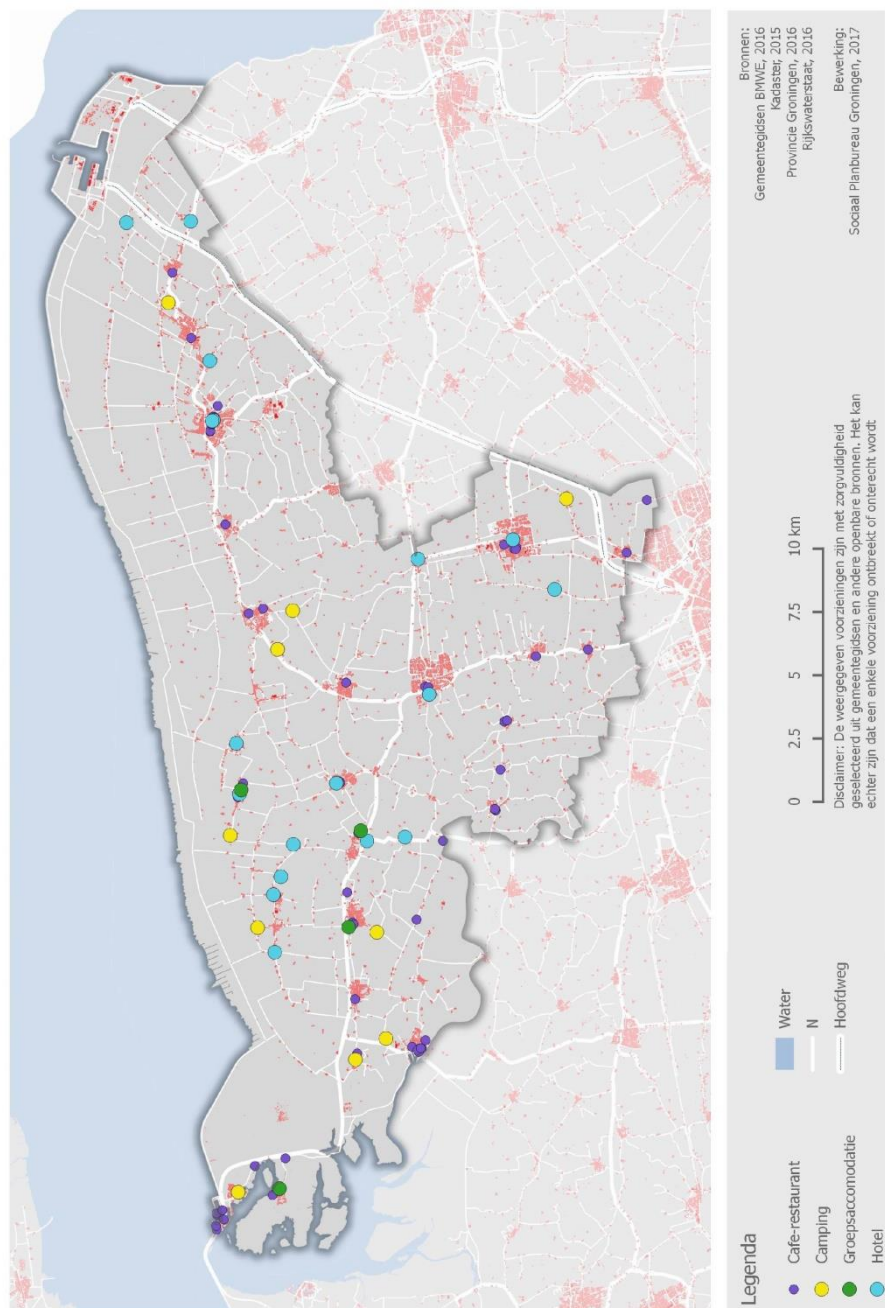 Legenda
Cafe-restaurant
Camping
Groepsaccomodatie
Hotel
Water
N
Hoofdweg
0 2.5 5 7.5 10 km
Disclaimer: De weergegeven voorzieningen zijn met zorgvuldigheid
geselecteerd uit gemeentegidsen en andere openbare bronnen. Het kan
echter zijn dat een enkele voorziening ontbreekt of onterecht wordt
Bronnen:
Gemeentegidsen BMWE, 2016
Kadaster, 2015
Provincie Groningen, 2016
Rijkswaterstaat, 2016
Bewerking:
Sociaal Planbureau Groningen, 2017